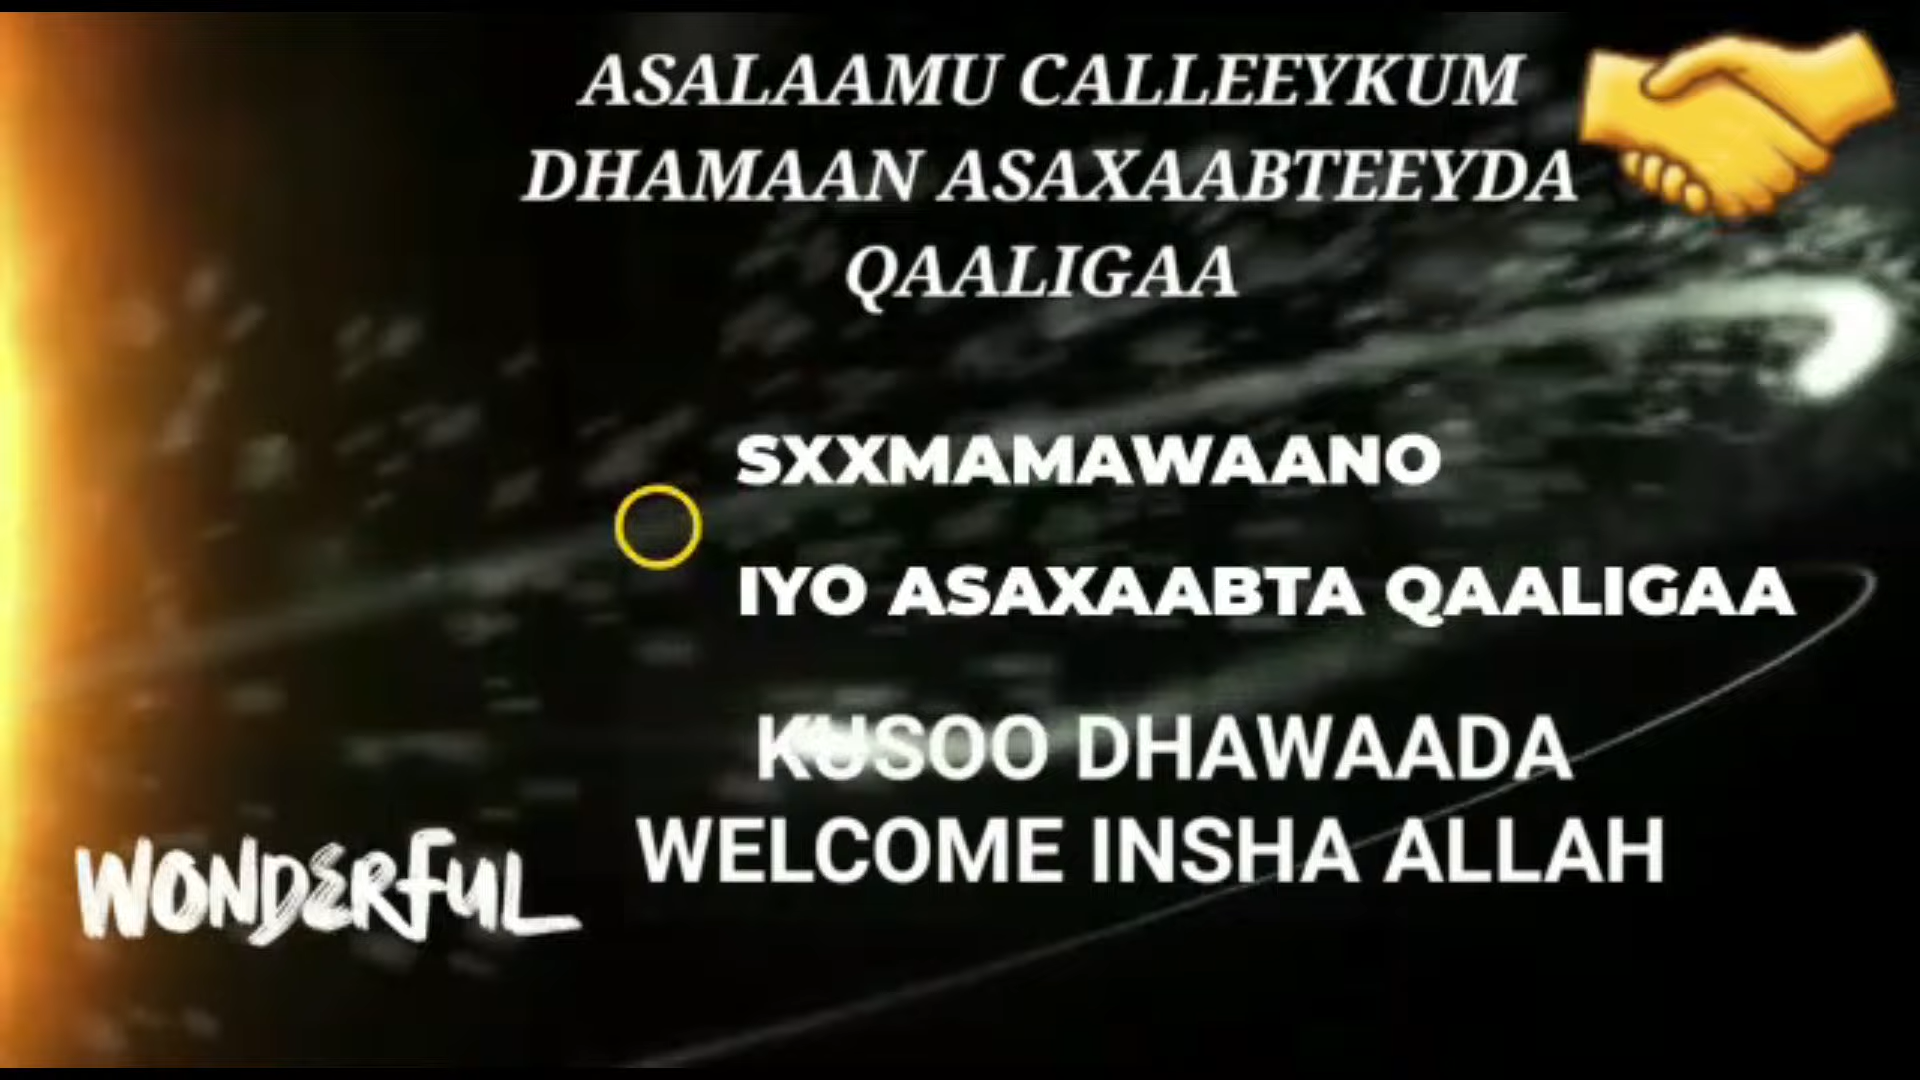 ASALAAMU CALLEEYKUM
DHAMAAN ASAXAABTEEYDA
QAALIGAA
SXXMAMAWAANO
IYO ASAXAABTA QAALIGAA
KUSOO DHAWAADA
WELCOME INSHA ALLAH
WONDERFUL